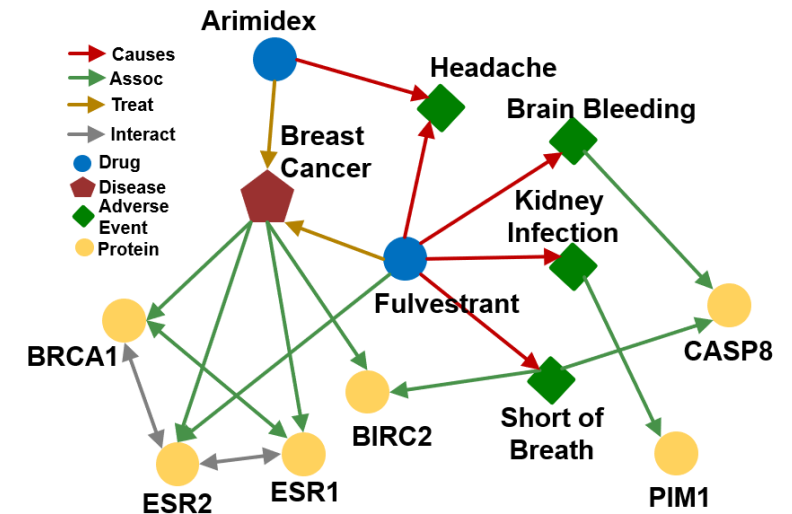 Arimidex
Causes
Assoc
Treat
Interact
Drug
Disease
Adverse
Event
Protein
Headache
Brain Bleeding
Breast
Cancer
Kidney
Infection
Fulvestrant
BRCA1
CASP8
BIRC2
Short of
Breath
ESR2
ESR1
PIM1